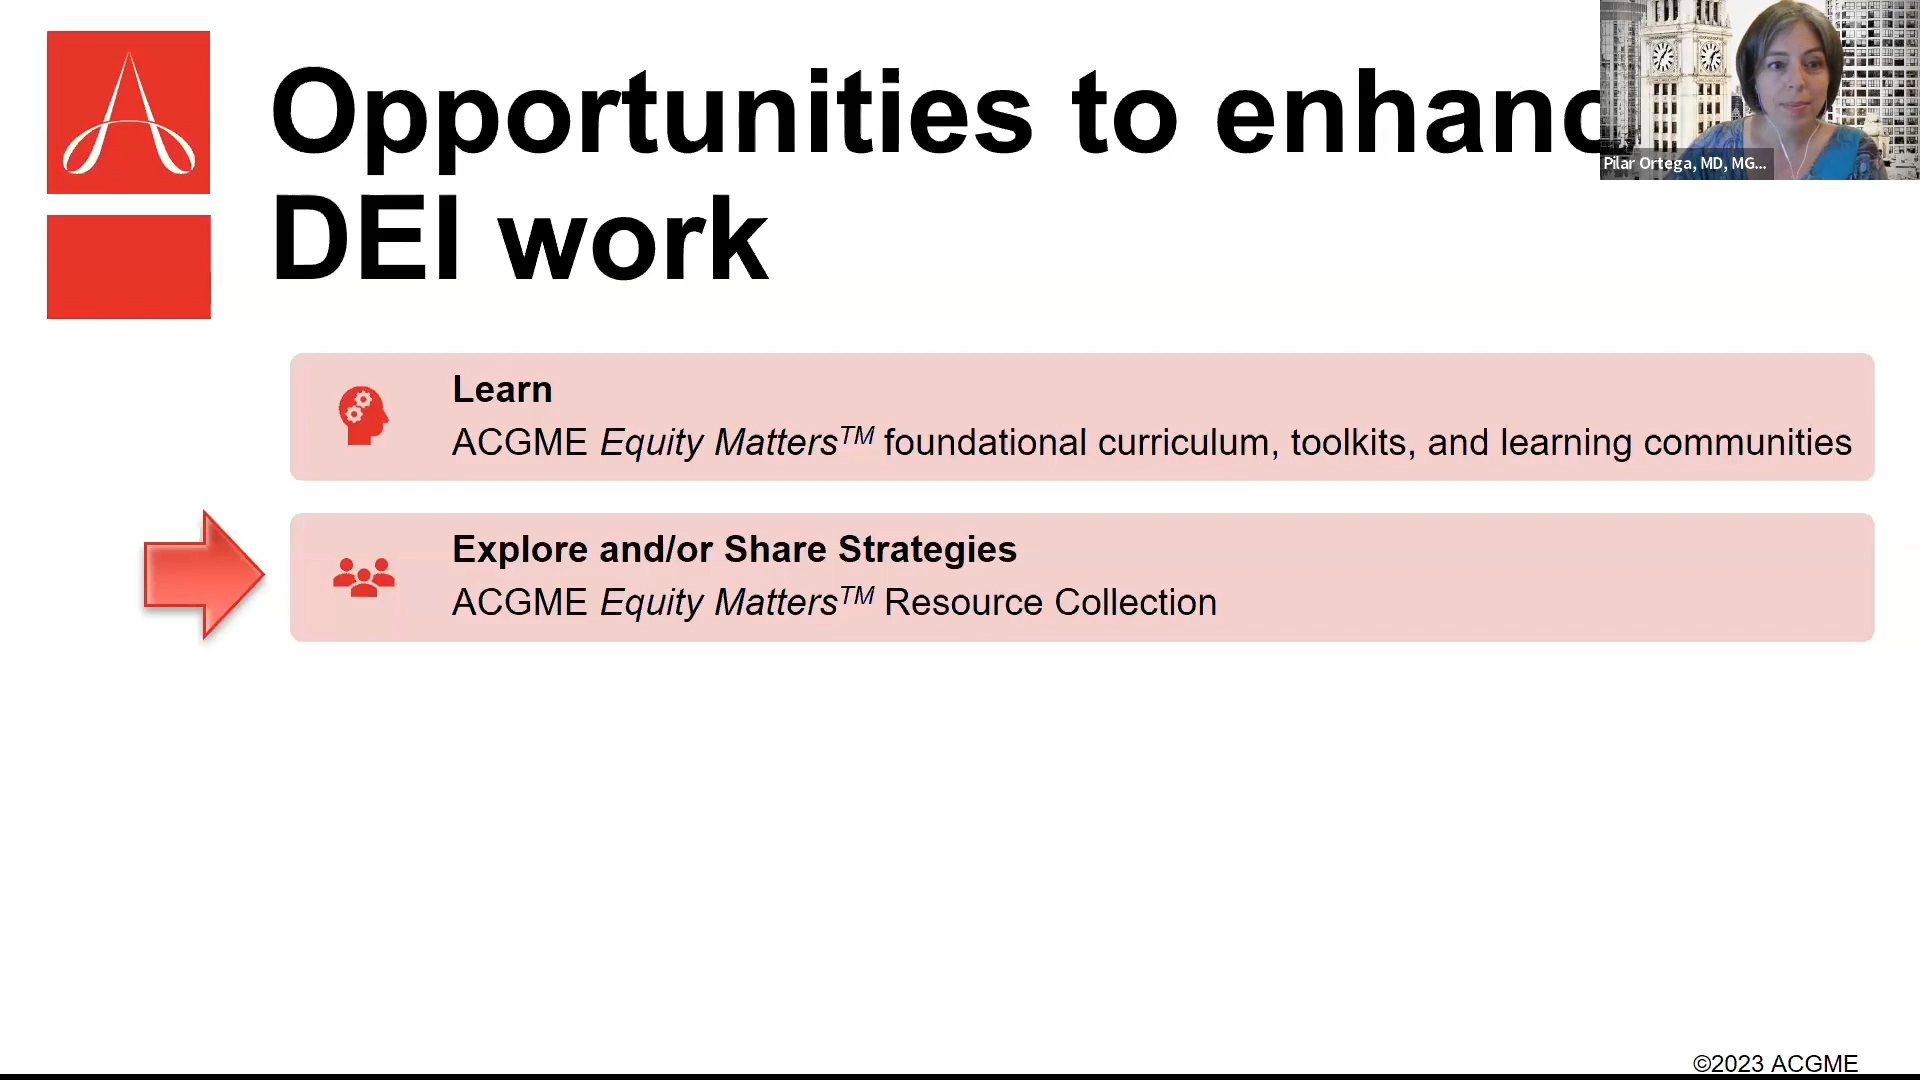 Opportunities to enhanc
DEI work
Pilar Ortega, MD, MG...
Learn
ACGME Equity Matters™ foundational curriculum, toolkits, and learning communities
Explore and/or Share Strategies
ACGME Equity Matters™ Resource Collection
©2023 ACGME